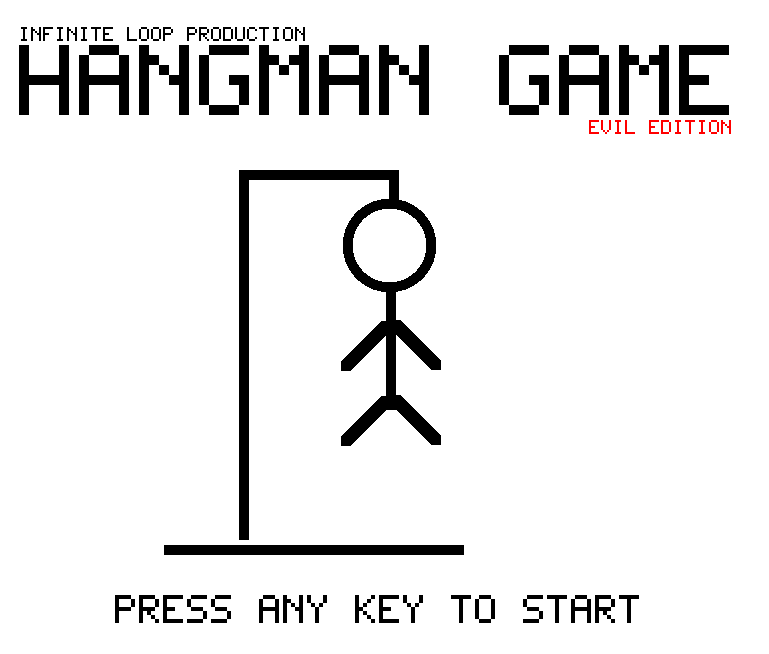 INFINITE LOOP PRODUCTION
HANGMAN GAME
EVIL EDITION
PRESS ANY KEY TO START